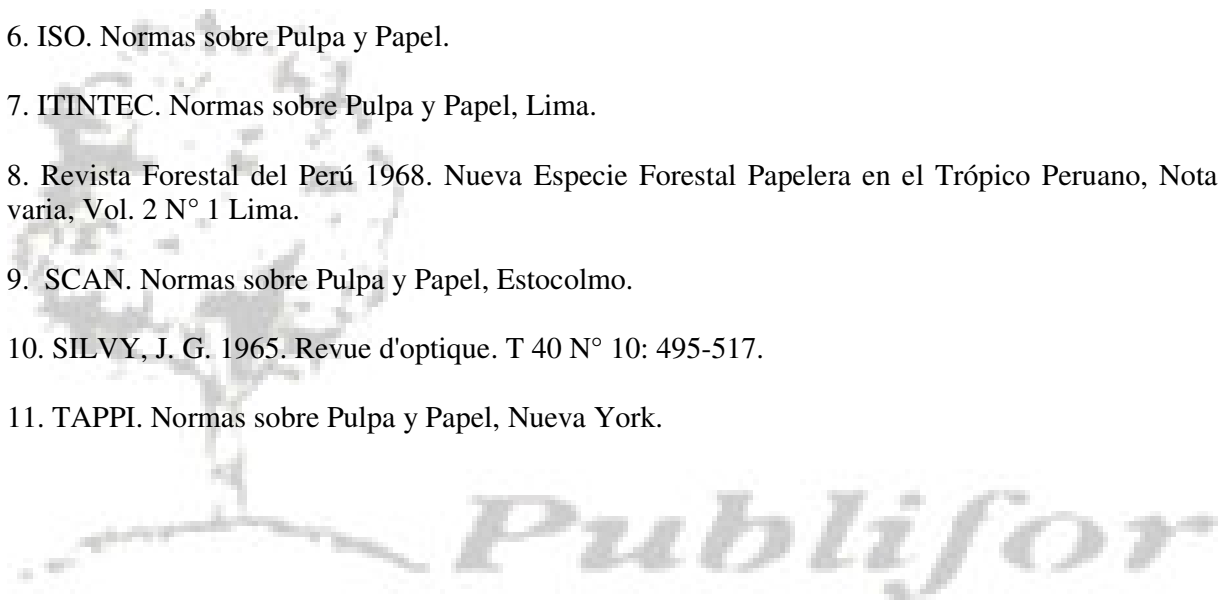 6. ISO. Normas sobre Pulpa y Papel.
7. ITINTEC. Normas sobre Pulpa y Papel, Lima.
8. Revista Forestal del Perú 1968. Nueva Especie Forestal Papelera en el Trópico Peruano, Nota
varia, Vol. 2 N° 1 Lima.
9. SCAN. Normas sobre Pulpa y Papel, Estocolmo.
10. SILVY, J. G. 1965. Revue d'optique. T 40 N° 10: 495-517.
11. TAPPI. Normas sobre Pulpa y Papel, Nueva York.
Publifor